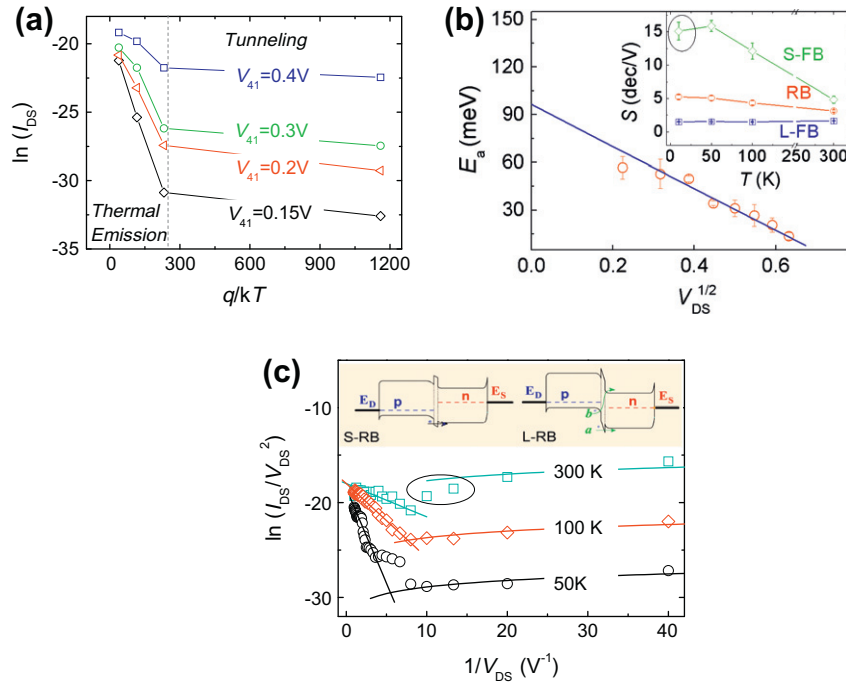 (a)
-20
-25
-30
-35
ln (I_DS)
Tunneling
V_41=0.4V
V_41=0.3V
V_41=0.2V
V_41=0.15V
Thermal
Emission
0 300 600 900 1200
q/kT
(b)
150
120
90
60
30
E_a (meV)
0.0 0.2 0.4 0.6
V_DS^1/2
15
10
5
0
S (dec/V)
S-FB
RB
L-FB
0 50 100 250 300
T (K)
(c)
-10
-20
-30
ln (I_DS/V_DS^2)
E_D p n E_S
S-RB
E_D p b a n E_S
L-RB
300 K
100 K
50K
0 10 20 30 40
1/V_DS (V^-1)